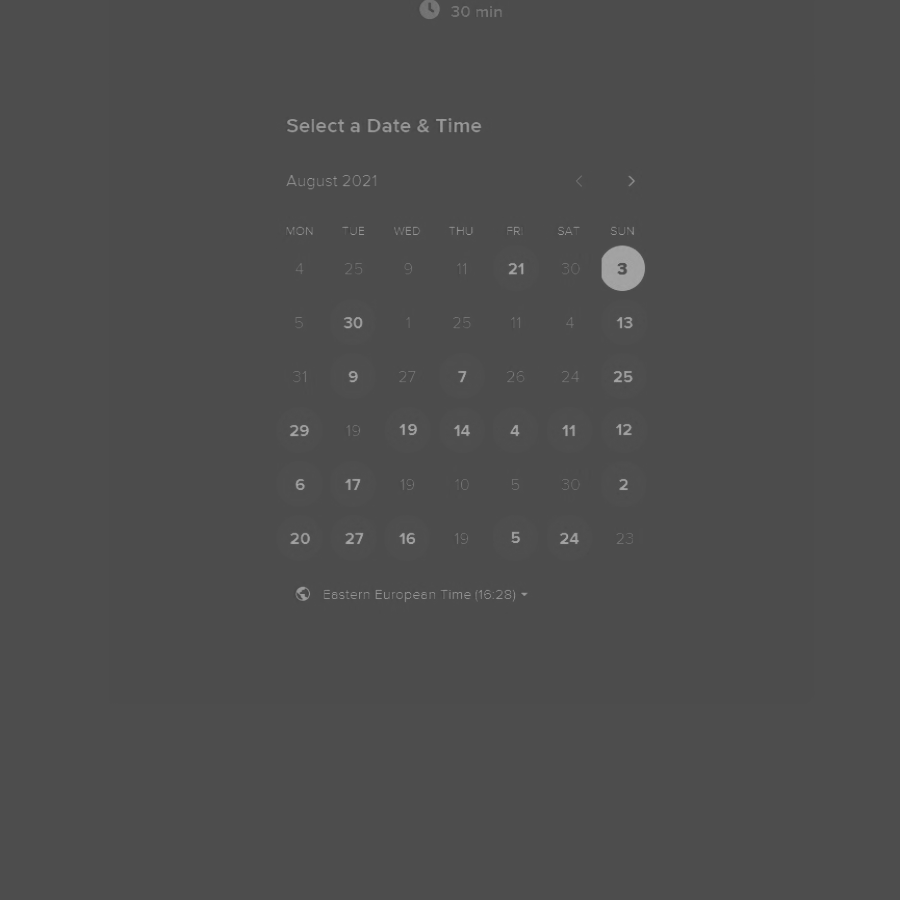 30 min
Select a Date & Time
August 2021
MON TUE WED THU FRI SAT SUN
4 25 9 11 21 30 3
5 30 1 25 11 4 13
31 9 27 7 26 24 25
29 19 19 14 4 11 12
6 17 19 10 5 30 2
20 27 16 19 5 24 23
Eastern European Time (16:28)